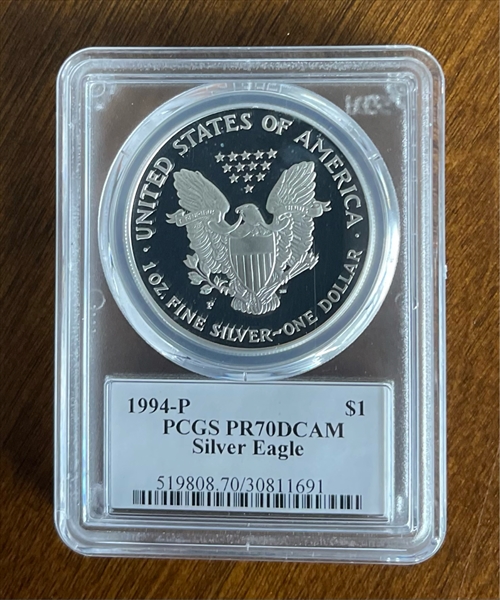 UNITED STATES OF AMERICA
1 OZ. FINE SILVER~ONE DOLLAR
1994-P $1
PCGS PR70DCAM
Silver Eagle
519808.70/30811691